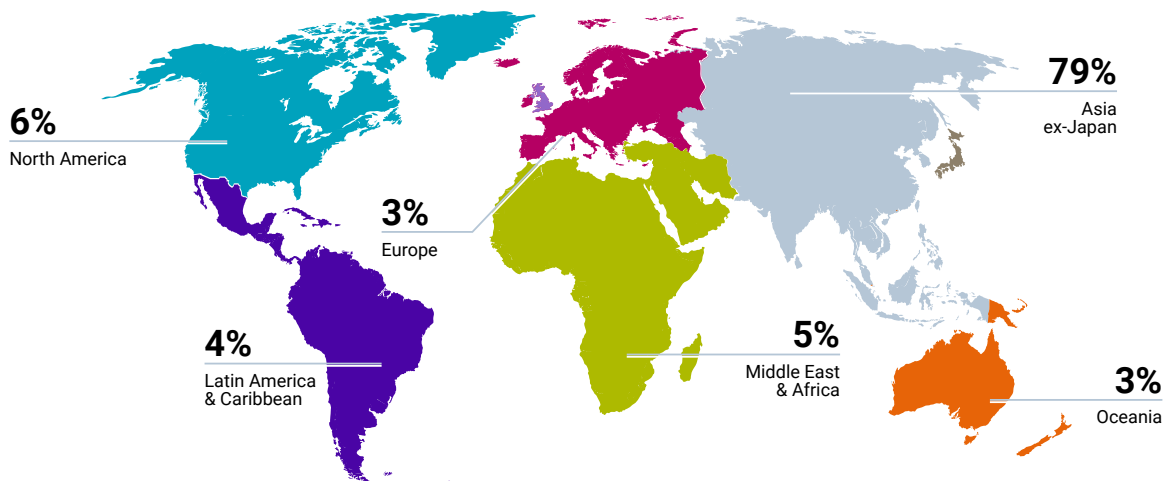 79%
Asia
ex-Japan
6%
North America
3%
Europe
4%
Latin America
& Caribbean
5%
Middle East
& Africa
3%
Oceania